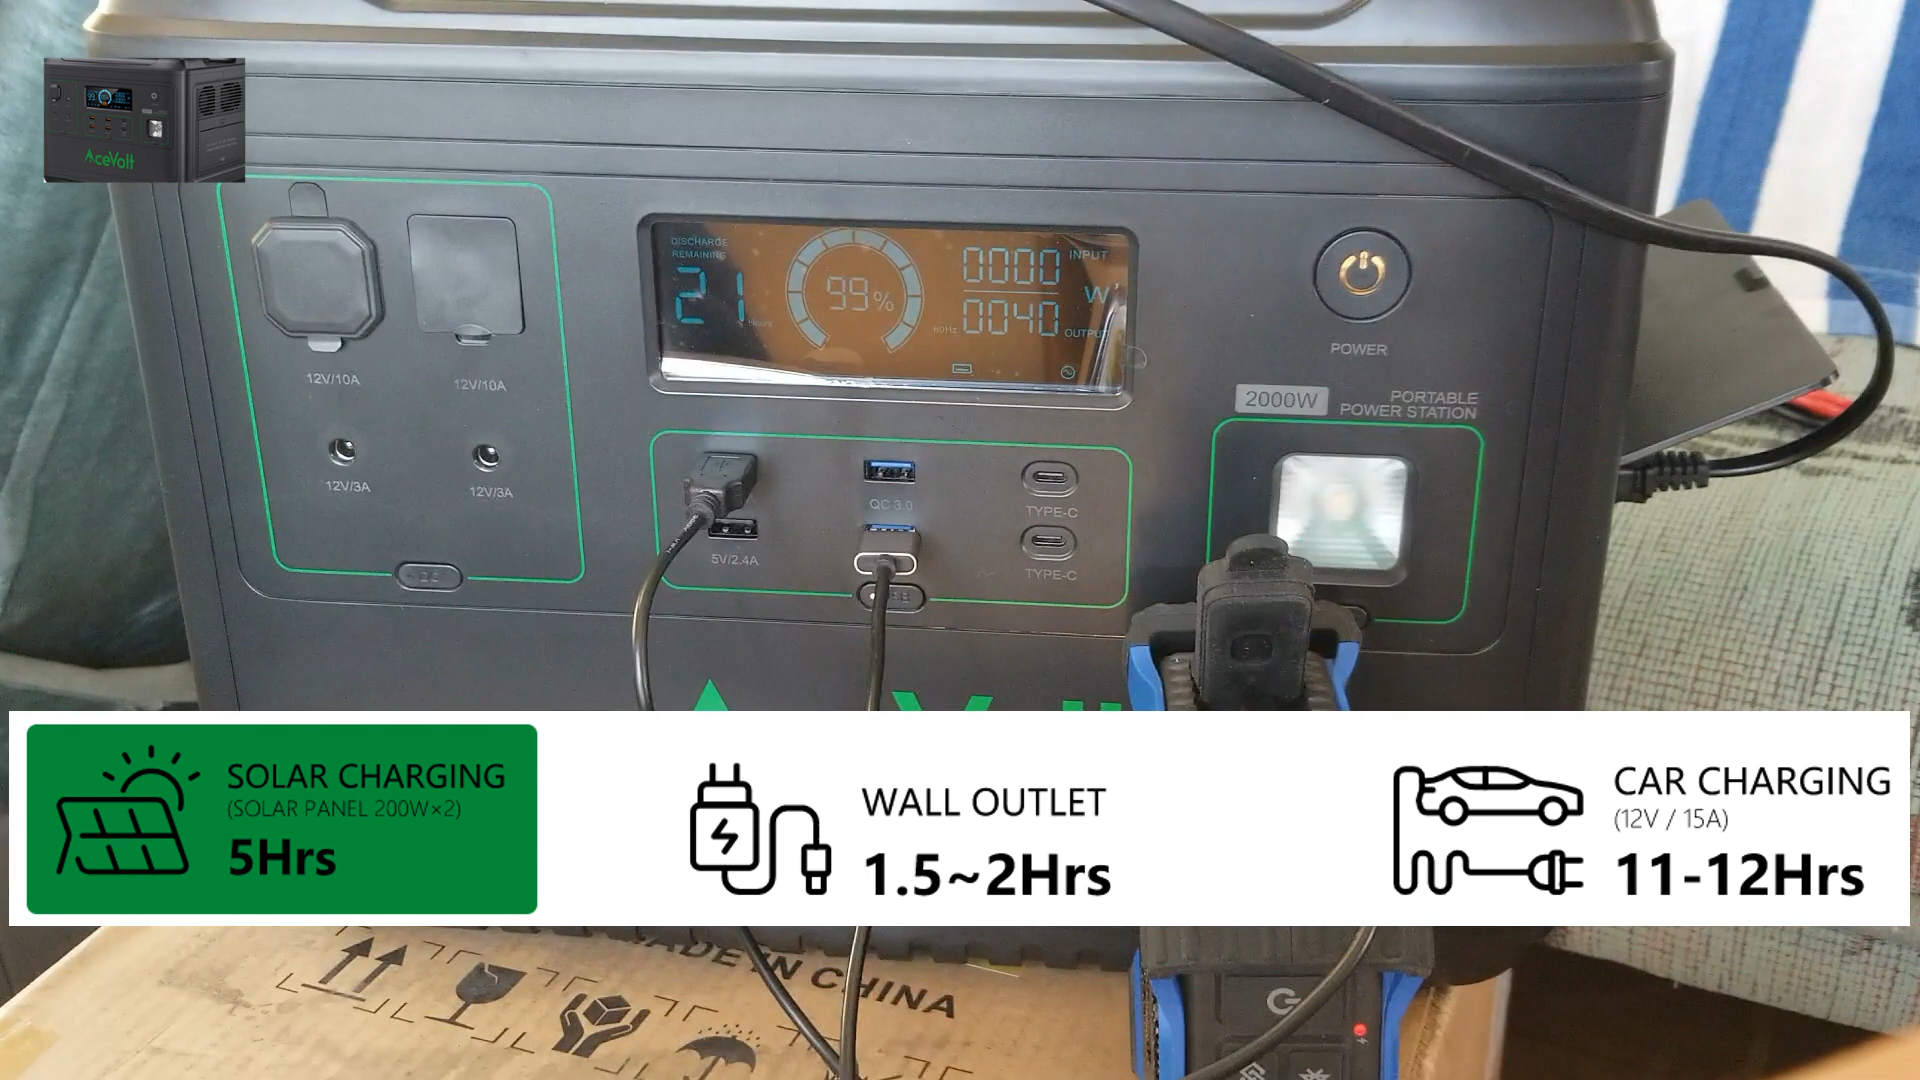 AceVolt
DISCHARGE
REMAINING
21
Hours
99%
0000 INPUT
W
60Hz 0040 OUTPUT
POWER
12V/10A
12V/10A
2000W
PORTABLE
POWER STATION
12V/3A
12V/3A
QC 3.0
TYPE-C
5V/2.4A
TYPE-C
SOLAR CHARGING
(SOLAR PANEL 200W×2)
5Hrs
WALL OUTLET
1.5~2Hrs
CAR CHARGING
(12V / 15A)
11-12Hrs
MADE IN CHINA